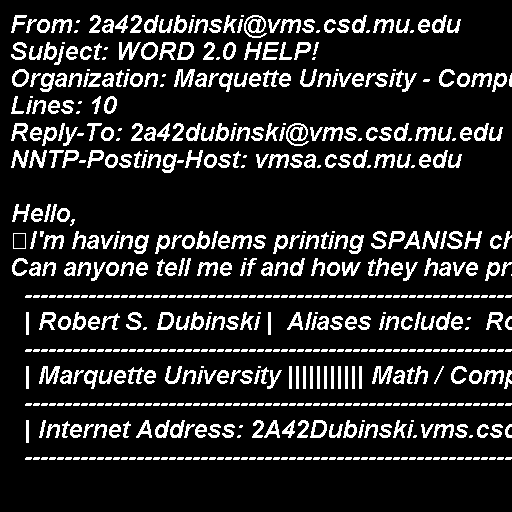 From: 2a42dubinski@vms.csd.mu.edu
Subject: WORD 2.0 HELP!
Organization: Marquette University - Compu
Lines: 10
Reply-To: 2a42dubinski@vms.csd.mu.edu
NNTP-Posting-Host: vmsa.csd.mu.edu
Hello,
I'm having problems printing SPANISH ch
Can anyone tell me if and how they have pri
--------------------------------------------------------------------------------
| Robert S. Dubinski | Aliases include: Ro
--------------------------------------------------------------------------------
| Marquette University ||||||||||| Math / Comp
--------------------------------------------------------------------------------
| Internet Address: 2A42Dubinski.vms.csd
--------------------------------------------------------------------------------